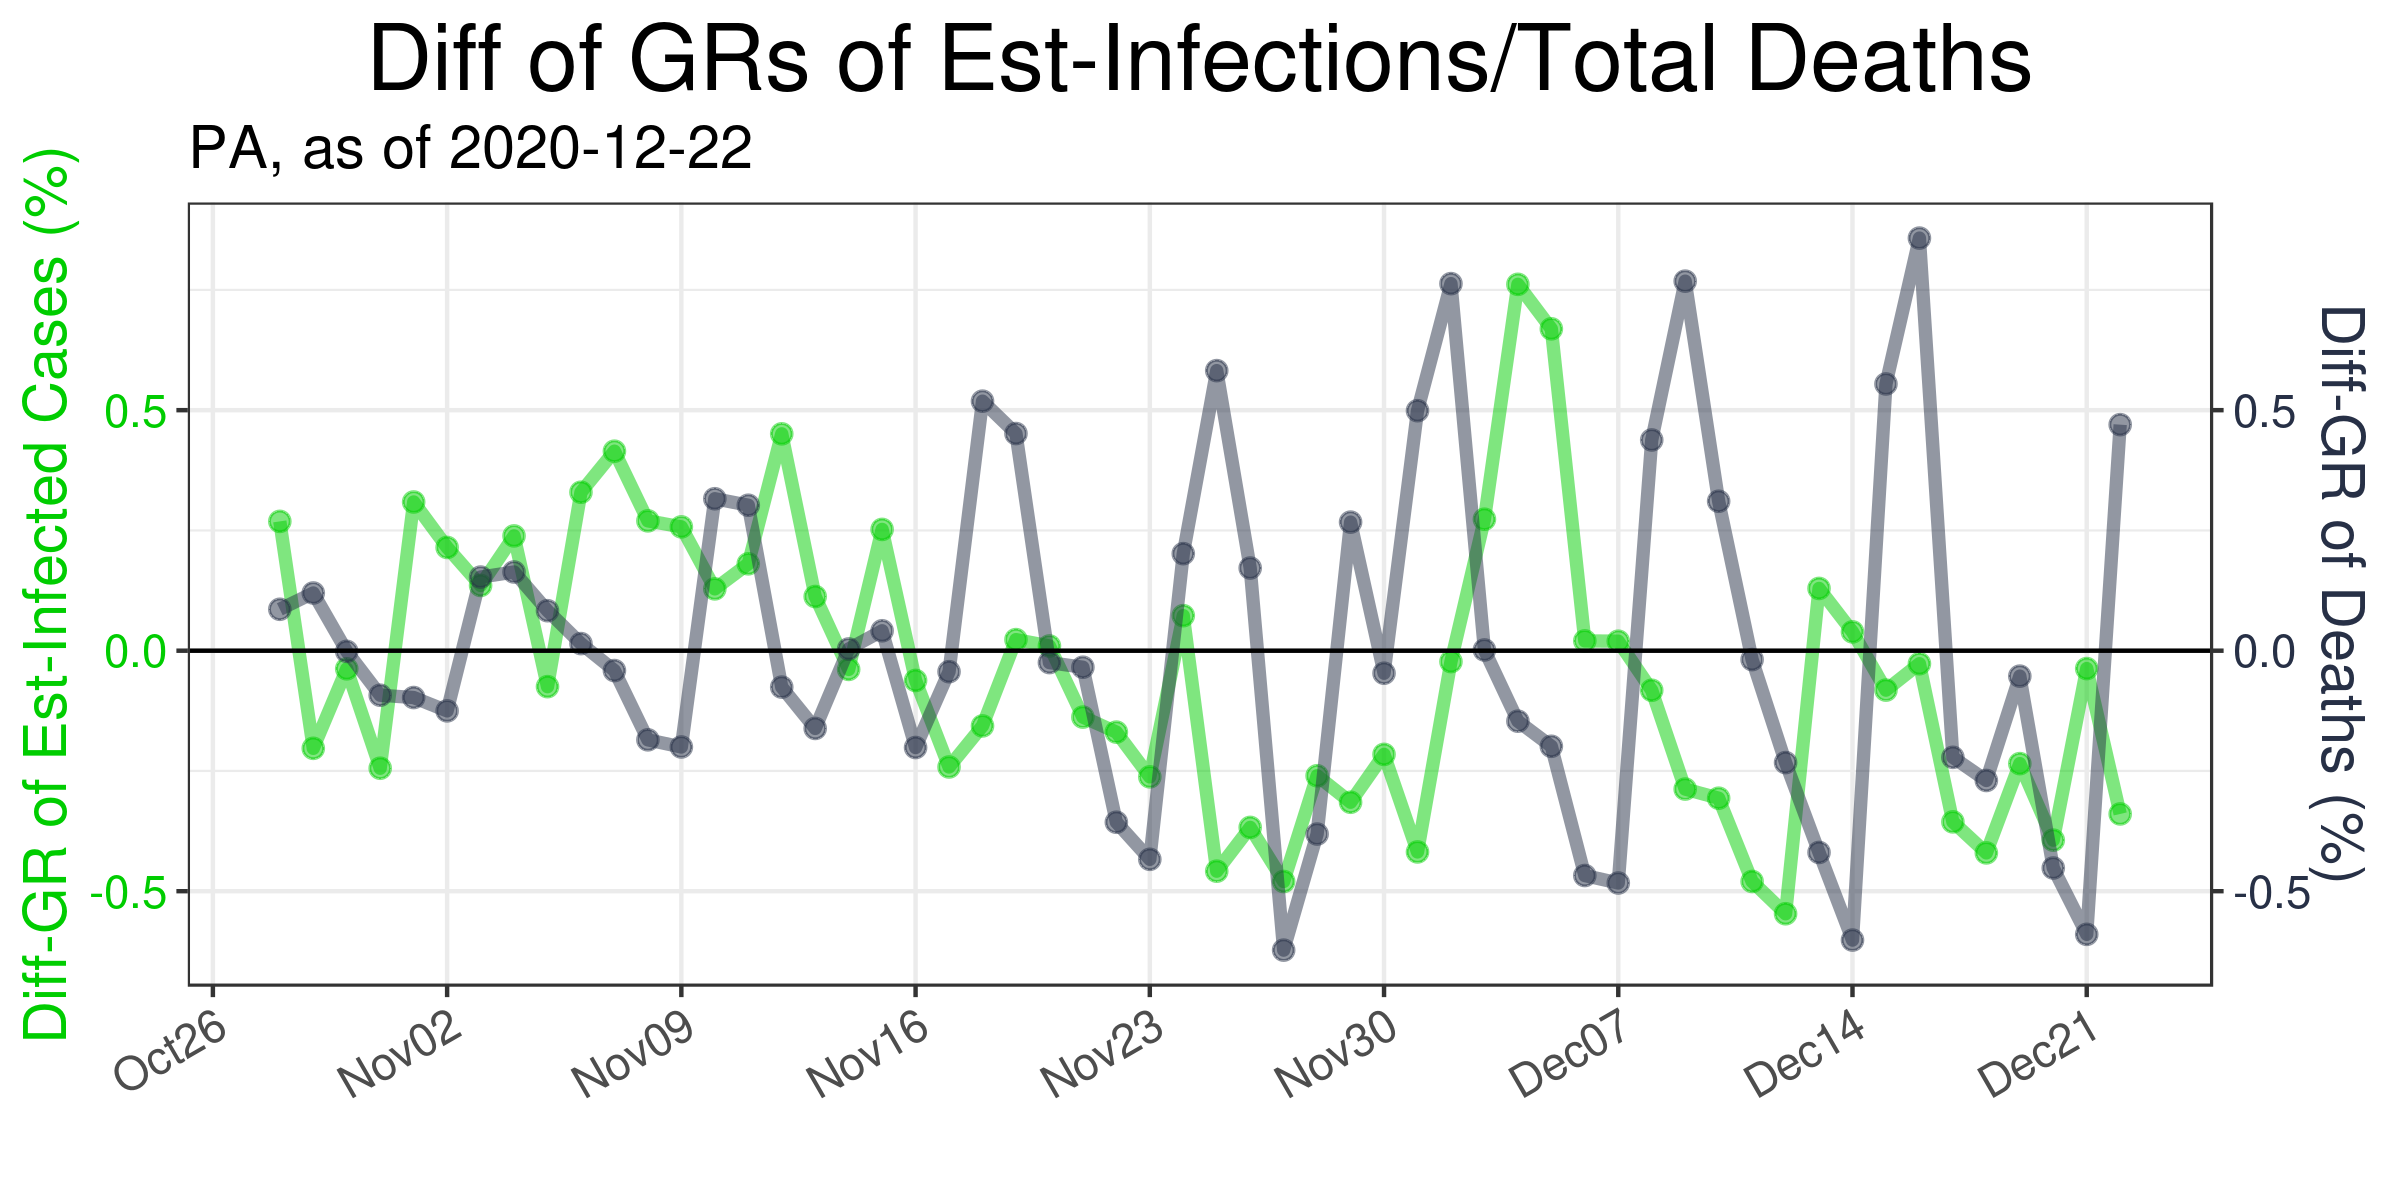 Diff of GRs of Est-Infections/Total Deaths
PA, as of 2020-12-22
Diff-GR of Est-Infected Cases (%)
0.5
0.0
-0.5
0.5
0.0
-0.5
Diff-GR of Deaths (%)
Oct26
Nov02
Nov09
Nov16
Nov23
Nov30
Dec07
Dec14
Dec21